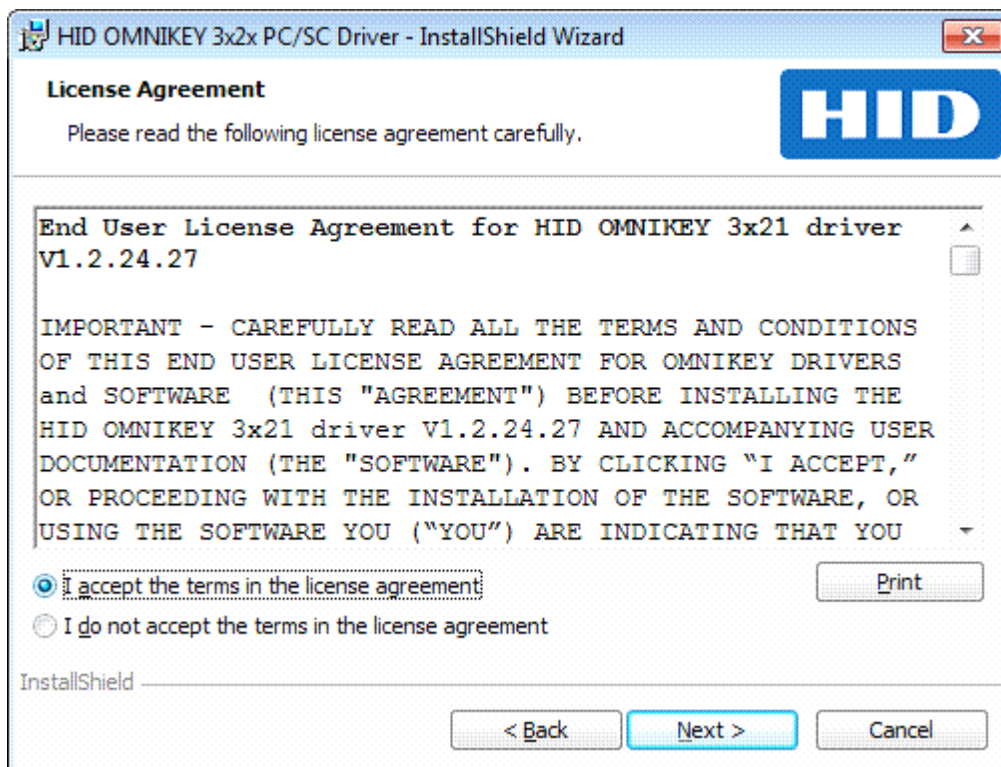 HID OMNIKEY 3x2x PC/SC Driver - InstallShield Wizard
License Agreement
Please read the following license agreement carefully.
HID
End User License Agreement for HID OMNIKEY 3x21 driver
V1.2.24.27
IMPORTANT - CAREFULLY READ ALL THE TERMS AND CONDITIONS
OF THIS END USER LICENSE AGREEMENT FOR OMNIKEY DRIVERS
and SOFTWARE  (THIS "AGREEMENT") BEFORE INSTALLING THE
HID OMNIKEY 3x21 driver V1.2.24.27 AND ACCOMPANYING USER
DOCUMENTATION (THE "SOFTWARE"). BY CLICKING “I ACCEPT,”
OR PROCEEDING WITH THE INSTALLATION OF THE SOFTWARE, OR
USING THE SOFTWARE YOU (“YOU”) ARE INDICATING THAT YOU
I accept the terms in the license agreement
Print
I do not accept the terms in the license agreement
InstallShield
< Back
Next >
Cancel